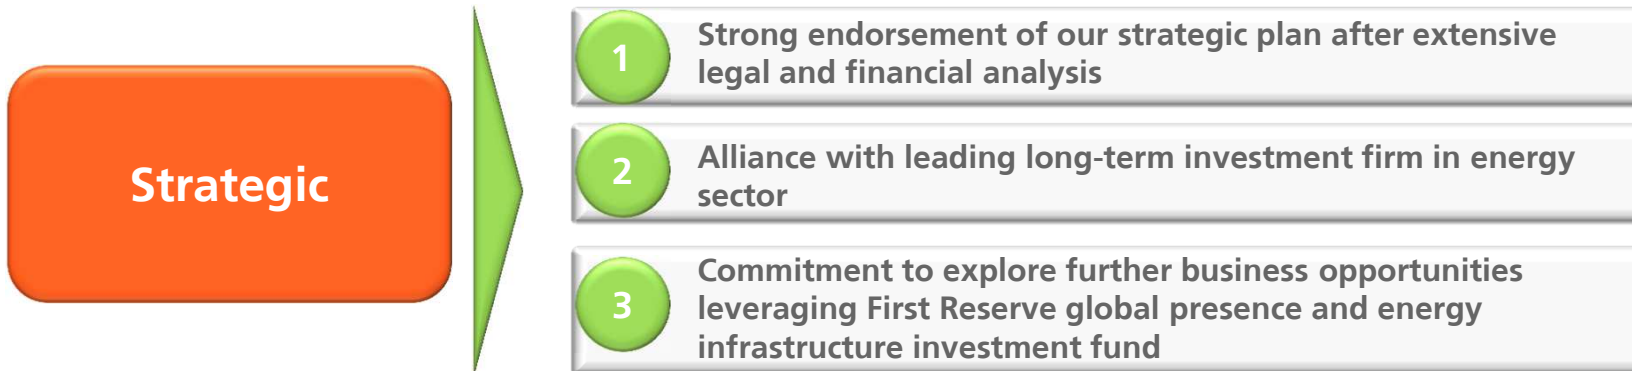 Strategic
1
Strong endorsement of our strategic plan after extensive
legal and financial analysis
2
Alliance with leading long-term investment firm in energy
sector
3
Commitment to explore further business opportunities
leveraging First Reserve global presence and energy
infrastructure investment fund